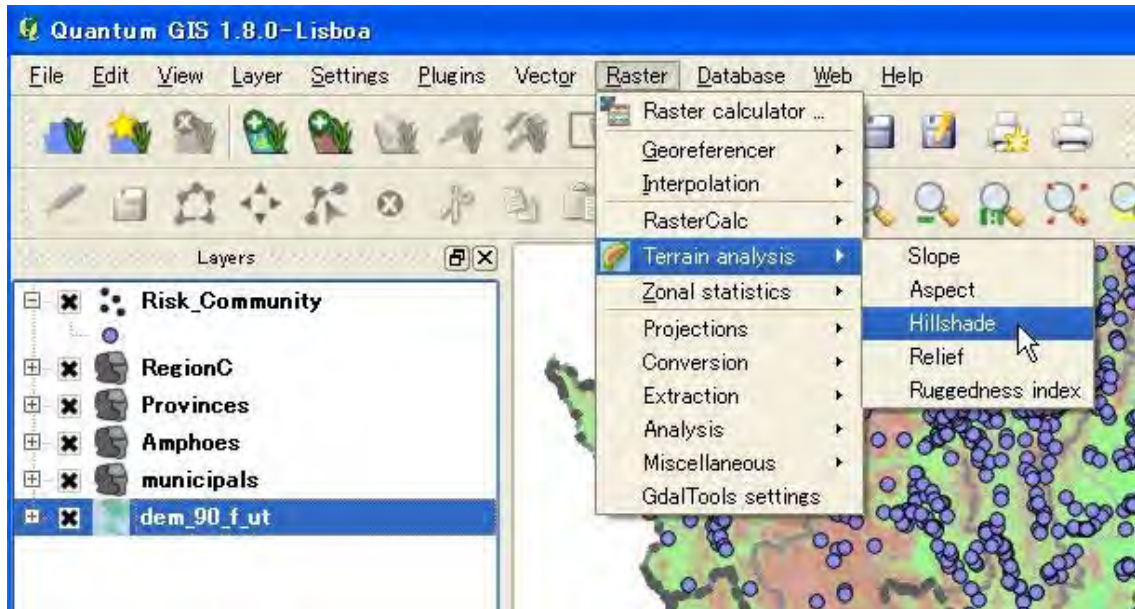 Quantum GIS 1.8.0-Lisboa
File Edit View Layer Settings Plugins Vector Raster Database Web Help
Raster calculator ...
Georeferencer
Interpolation
RasterCalc
Terrain analysis
Zonal statistics
Projections
Conversion
Extraction
Analysis
Miscellaneous
GdalTools settings
Slope
Aspect
Hillshade
Relief
Ruggedness index
Layers
Risk_Community
RegionC
Provinces
Amphoes
municipals
dem_90_f_ut